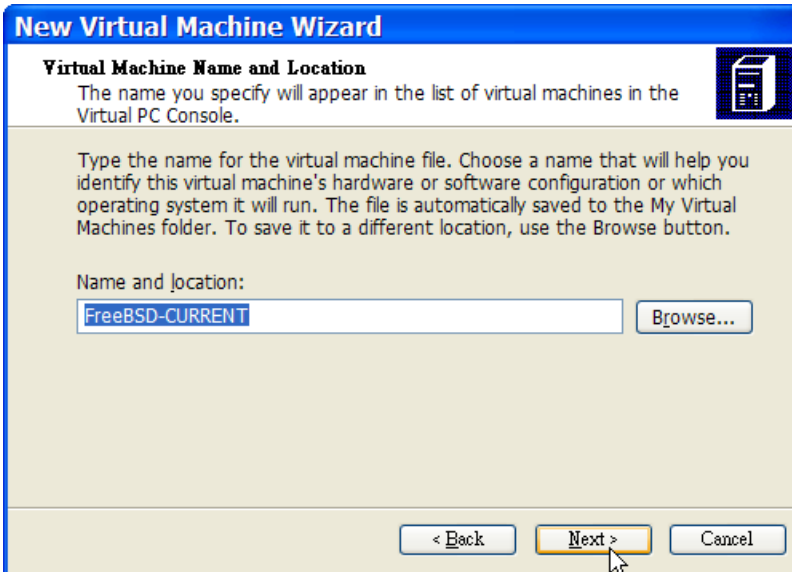 New Virtual Machine Wizard
Virtual Machine Name and Location
The name you specify will appear in the list of virtual machines in the
Virtual PC Console.
Type the name for the virtual machine file. Choose a name that will help you
identify this virtual machine's hardware or software configuration or which
operating system it will run. The file is automatically saved to the My Virtual
Machines folder. To save it to a different location, use the Browse button.
Name and location:
FreeBSD-CURRENT
Browse...
< Back
Next >
Cancel